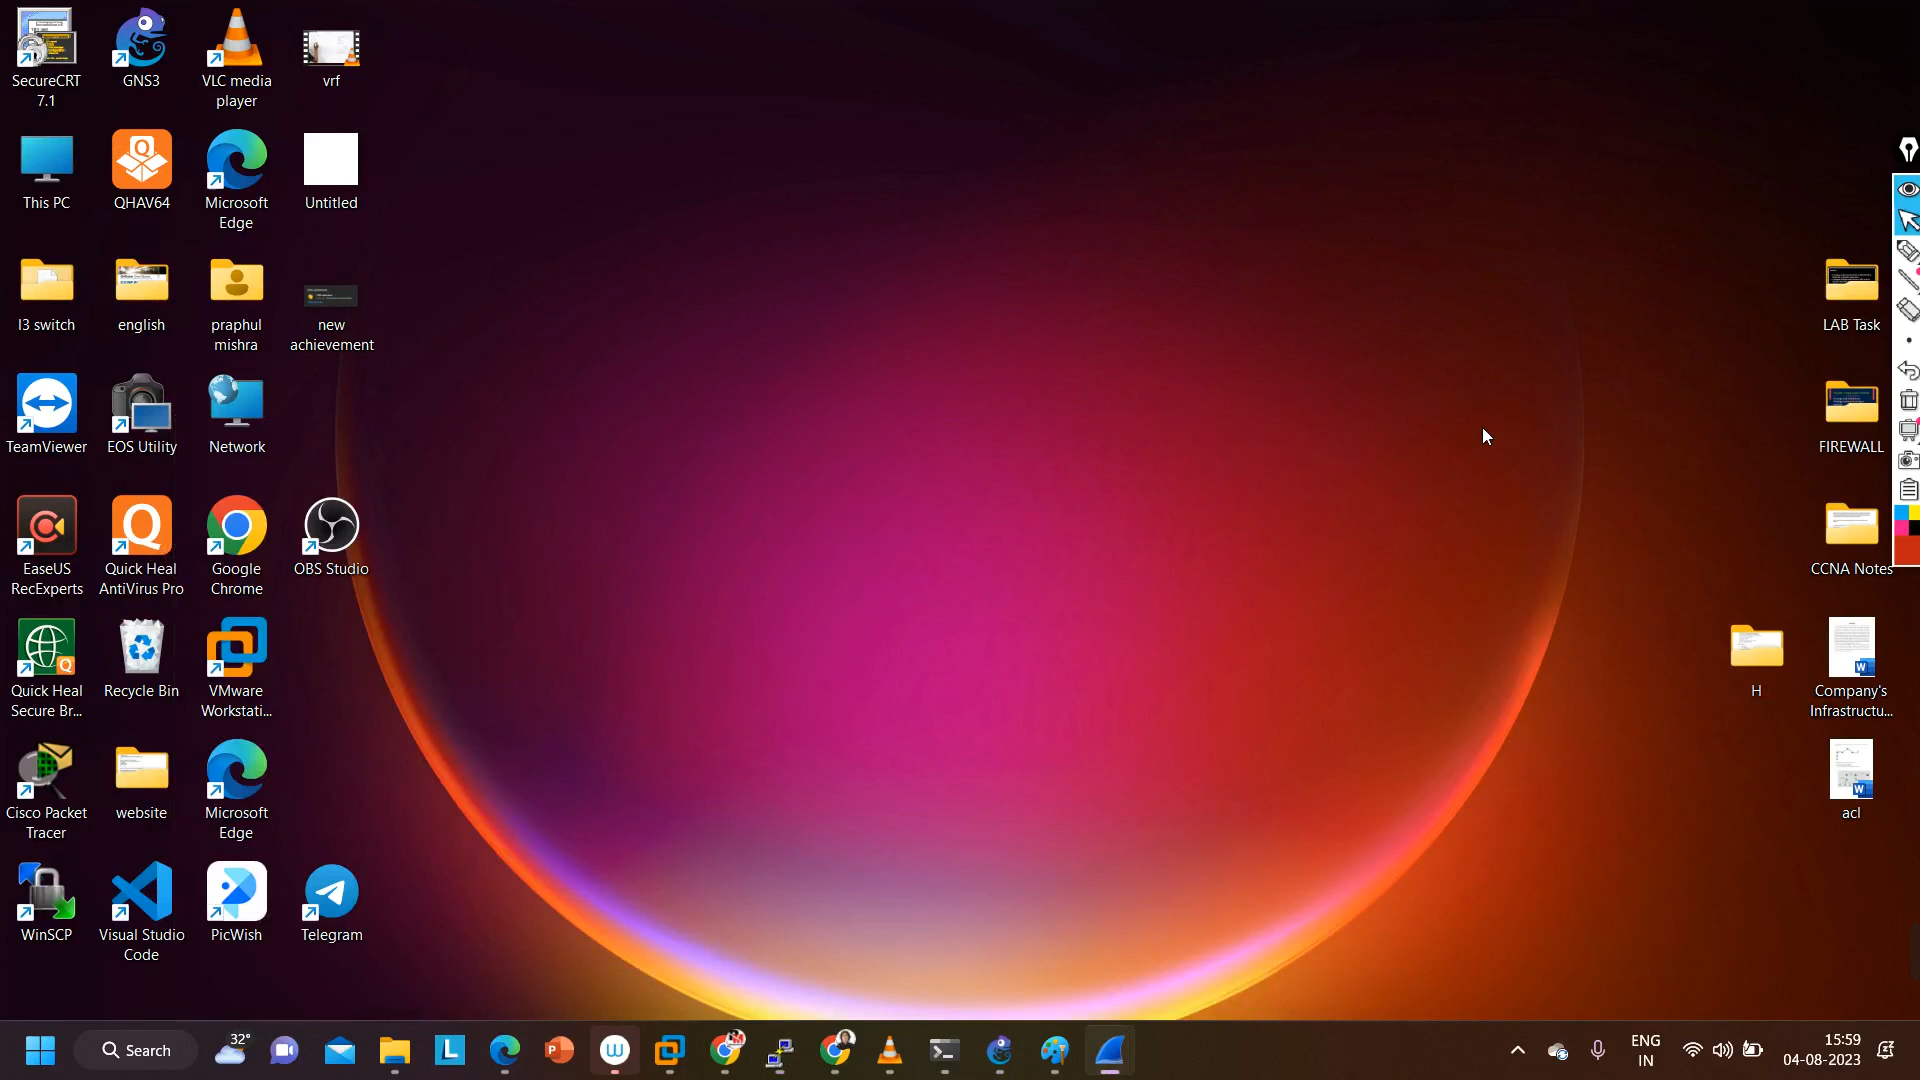 SecureCRT
7.1
GNS3
VLC media
player
vrf
This PC
QHAV64
Microsoft
Edge
Untitled
l3 switch
english
praphul
mishra
new
achievement
TeamViewer
EOS Utility
Network
EaseUS
RecExperts
Quick Heal
AntiVirus Pro
Google
Chrome
OBS Studio
Quick Heal
Secure Br...
Recycle Bin
VMware
Workstati...
Cisco Packet
Tracer
website
Microsoft
Edge
WinSCP
Visual Studio
Code
PicWish
Telegram
LAB Task
FIREWALL
CCNA Notes
H
Company's
Infrastructu...
acl
Search
32°
ENG
IN
15:59
04-08-2023